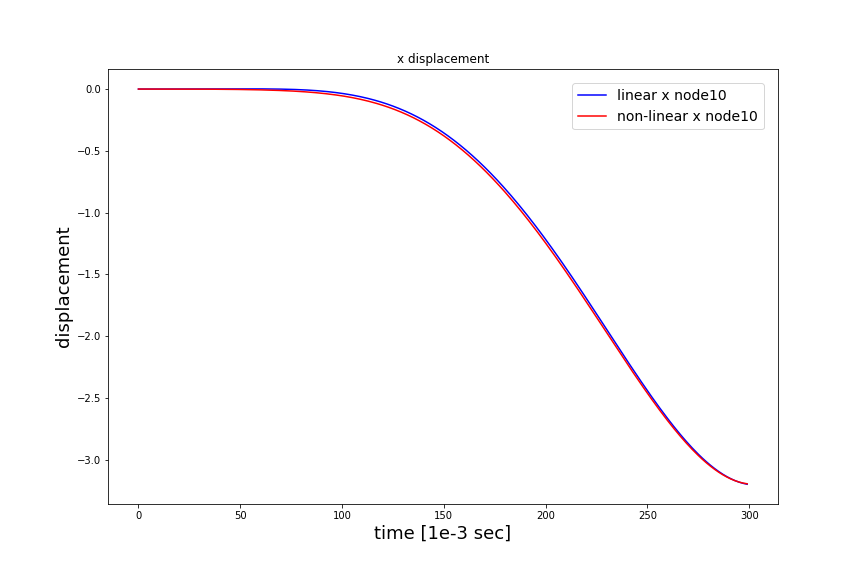 x displacement
linear x node10
non-linear x node10
displacement
0.0
−0.5
−1.0
−1.5
−2.0
−2.5
−3.0
0
50
100
150
200
250
300
time [1e-3 sec]